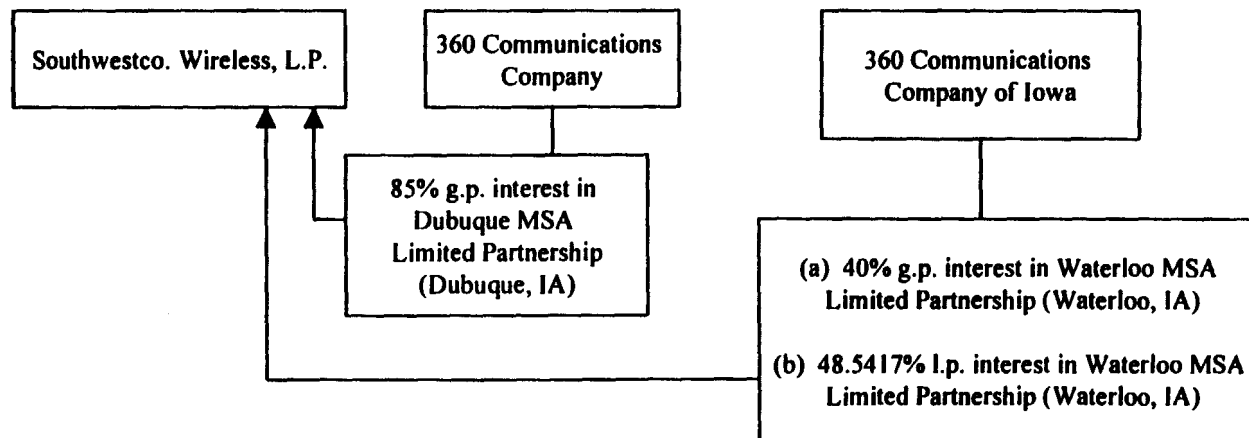 Southwestco. Wireless, L.P.
360 Communications
Company
360 Communications
Company of Iowa
85% g.p. interest in
Dubuque MSA
Limited Partnership
(Dubuque, IA)
(a) 40% g.p. interest in Waterloo MSA
Limited Partnership (Waterloo, IA)
(b) 48.5417% l.p. interest in Waterloo MSA
Limited Partnership (Waterloo, IA)